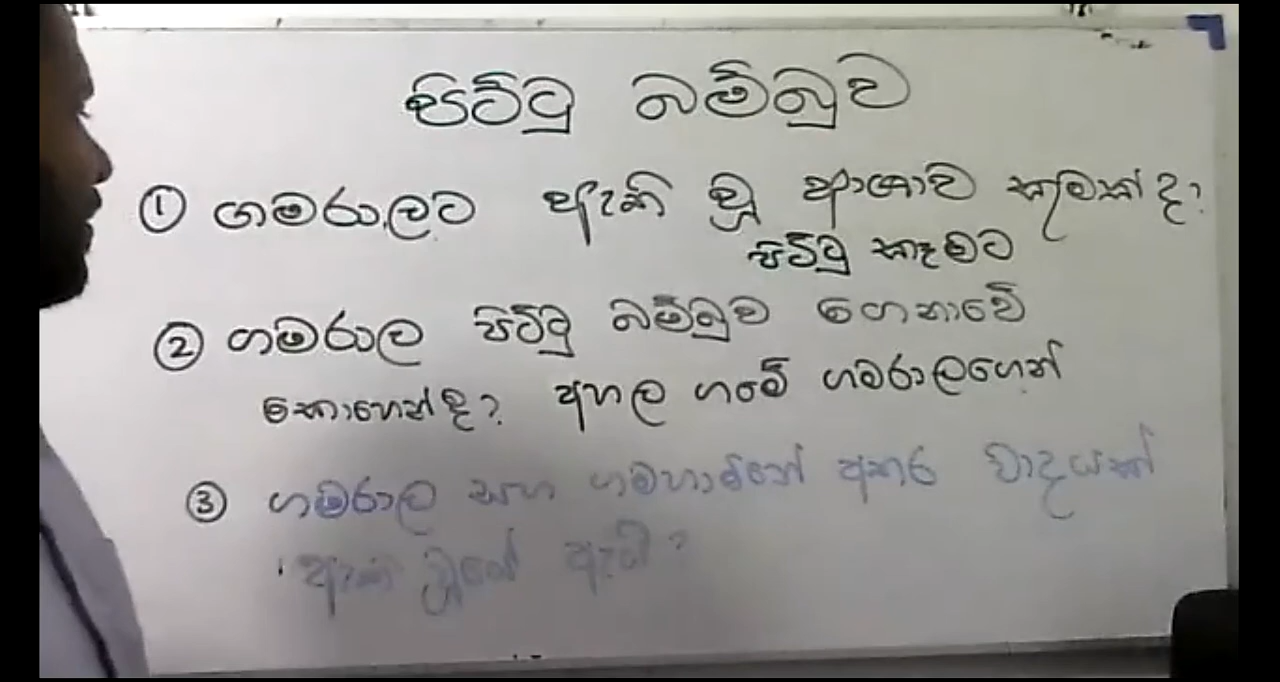 පිට්ටු බම්බුව
① ගමරාලට ඇති වූ ආශාව කුමක් ද?
පිට්ටු කෑමට
② ගමරාල පිට්ටු බම්බුව ගෙනාවේ
කොහෙන්ද? අහල ගමේ ගමරාලගෙන්
③ ගමරාල සහ ගමහාමිනේ අතර වාදයක්
ඇති වූයේ ඇයි?